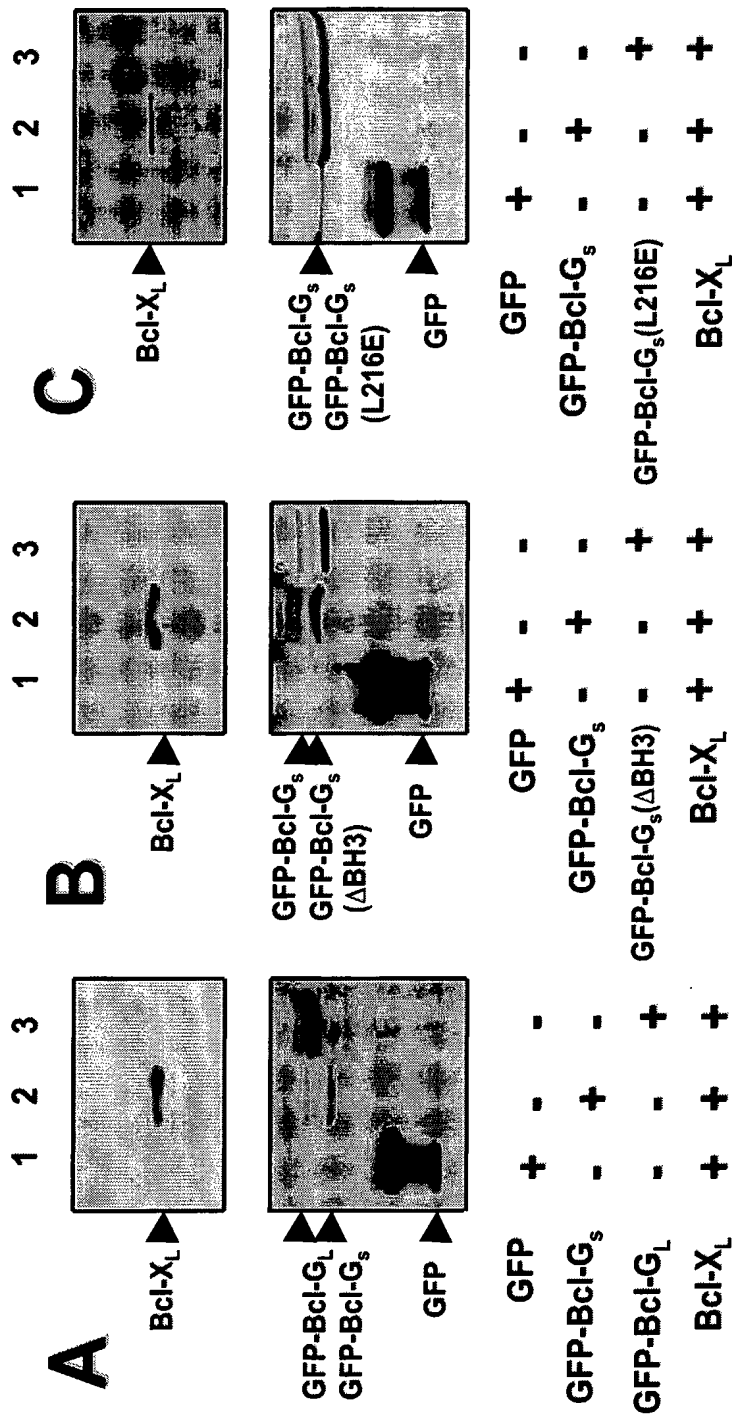 A
1 2 3
Bcl-XL
GFP-Bcl-GL
GFP-Bcl-Gs
GFP
GFP + - -
GFP-Bcl-Gs - + -
GFP-Bcl-GL - - +
Bcl-XL + + +
B
1 2 3
Bcl-XL
GFP-Bcl-Gs
GFP-Bcl-Gs
(ΔBH3)
GFP
GFP + - -
GFP-Bcl-Gs - + -
GFP-Bcl-Gs(ΔBH3) - - +
Bcl-XL + + +
C
1 2 3
Bcl-XL
GFP-Bcl-Gs
GFP-Bcl-Gs
(L216E)
GFP
GFP + - -
GFP-Bcl-Gs - + -
GFP-Bcl-Gs(L216E) - - +
Bcl-XL + + +